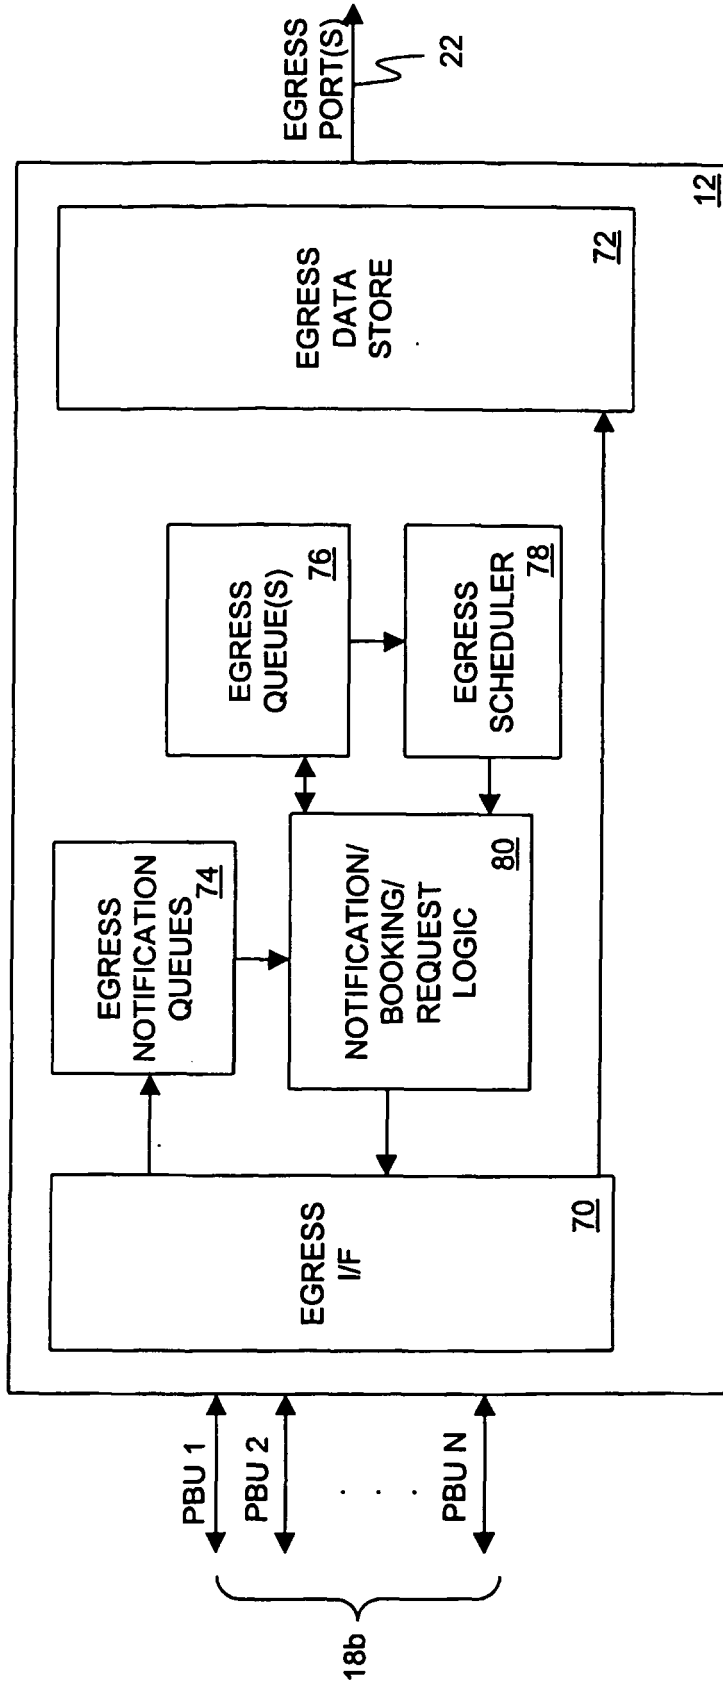 18b
PBU 1
PBU 2
. . . .
PBU N
EGRESS
I/F
70
EGRESS
NOTIFICATION
QUEUES
74
NOTIFICATION/
BOOKING/
REQUEST
LOGIC
80
EGRESS
QUEUE(S)
76
EGRESS
SCHEDULER
78
EGRESS
DATA
STORE
72
12
EGRESS
PORT(S)
22